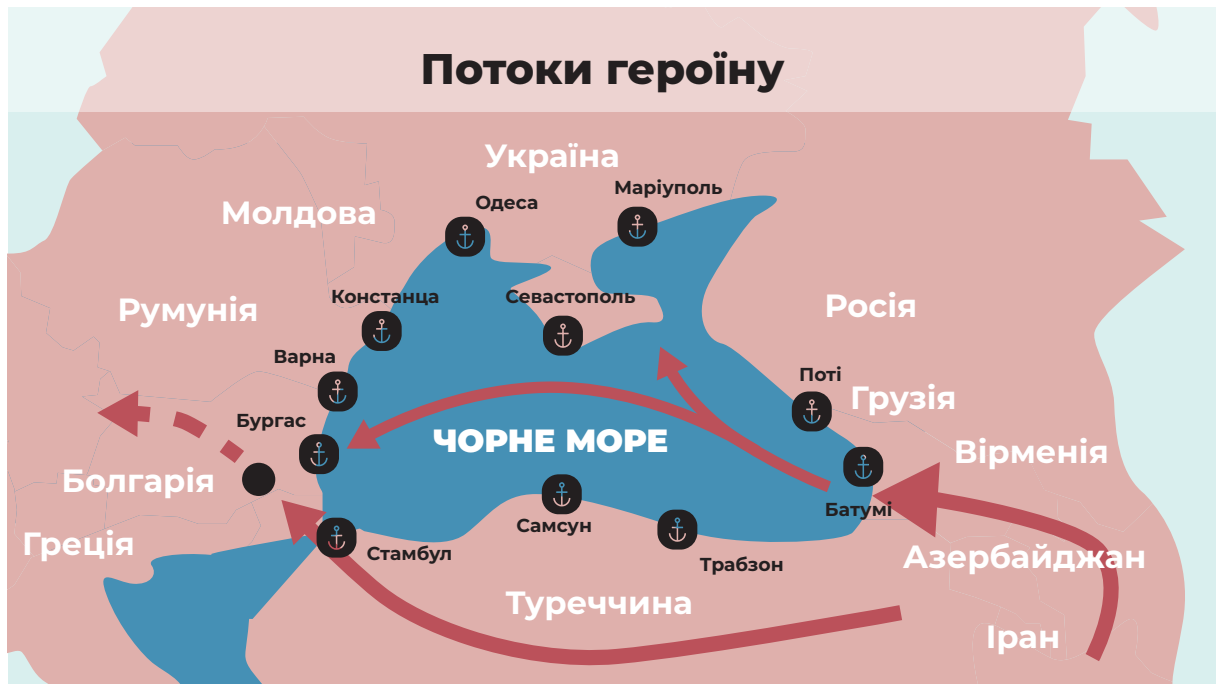 Потоки героїну
Україна
Маріуполь
Одеса
Молдова
Констанца
Севастополь
Румунія
Росія
Варна
Поті
Грузія
Бургас
ЧОРНЕ МОРЕ
Вірменія
Болгарія
Батумі
Самсун
Греція
Стамбул
Трабзон
Азербайджан
Туреччина
Іран